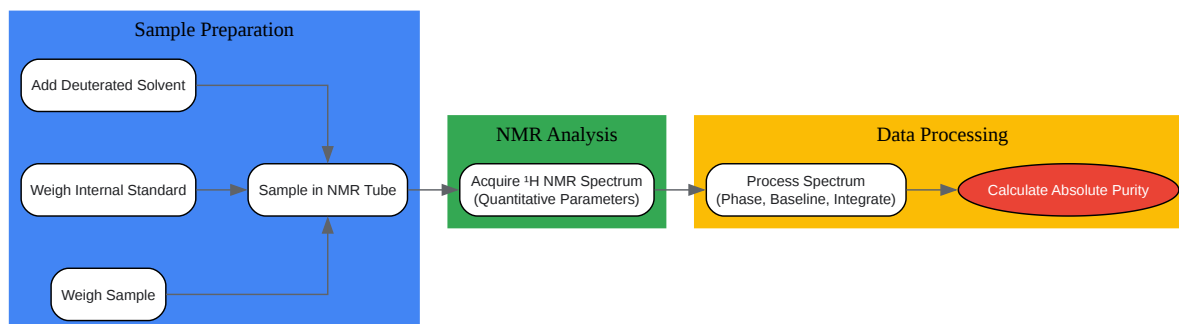 Sample Preparation
Add Deuterated Solvent
Weigh Internal Standard
Sample in NMR Tube
Weigh Sample
NMR Analysis
Acquire ¹H NMR Spectrum
(Quantitative Parameters)
Data Processing
Process Spectrum
(Phase, Baseline, Integrate)
Calculate Absolute Purity